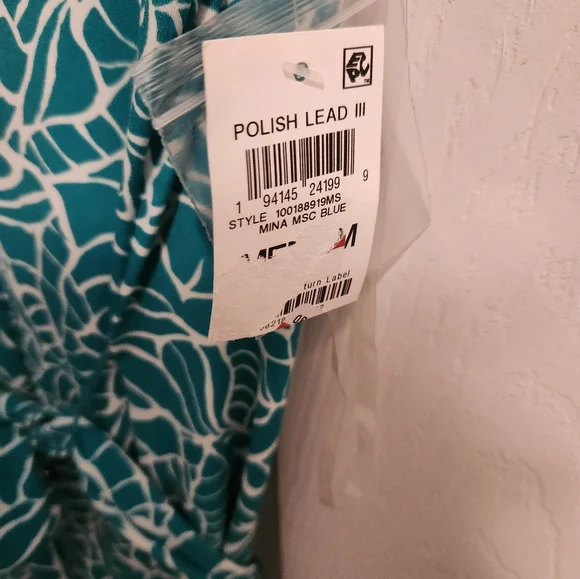 POLISH LEAD III
1 94145 24199 9
STYLE 100188919MS
MINA MSC BLUE
turn Label